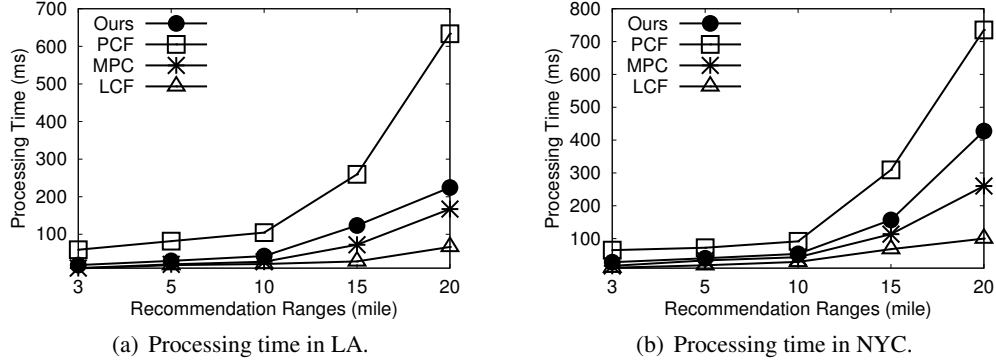 Processing Time (ms)
700
600
500
400
300
200
100
Ours
PCF
MPC
LCF
3 5 10 15 20
Recommendation Ranges (mile)
(a) Processing time in LA.
Processing Time (ms)
800
700
600
500
400
300
200
100
Ours
PCF
MPC
LCF
3 5 10 15 20
Recommendation Ranges (mile)
(b) Processing time in NYC.